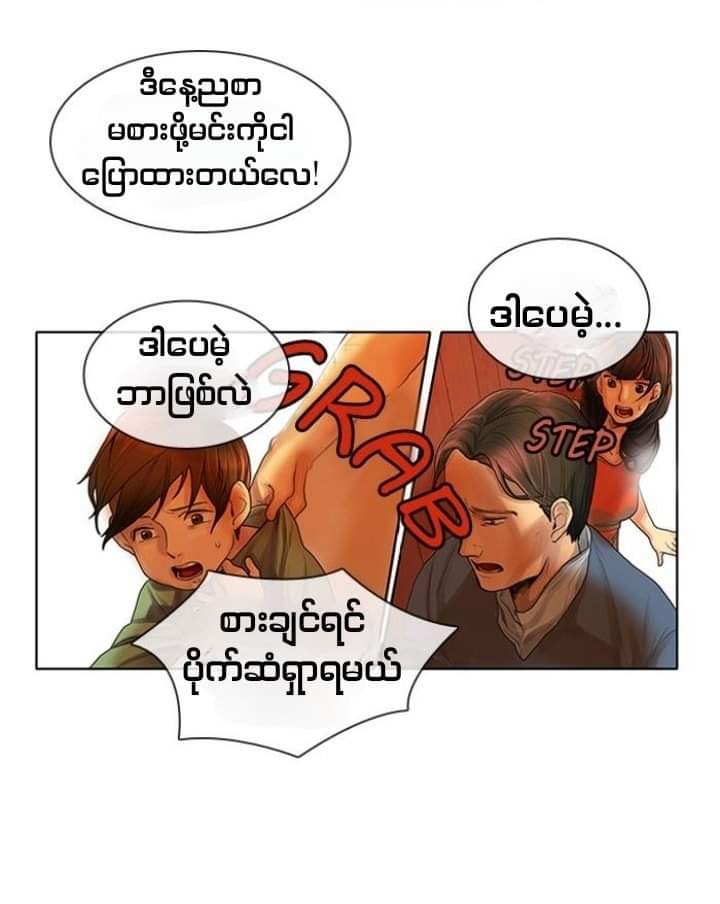 ဒီနေ့ညစာ
မစားဖို့မင်းကိုငါ
ပြောထားတယ်လေ!
ဒါပေမဲ့...
ဒါပေမဲ့
ဘာဖြစ်လဲ
GRAB
STEP
STEP
စားချင်ရင်
ပိုက်ဆံရှာရမယ်